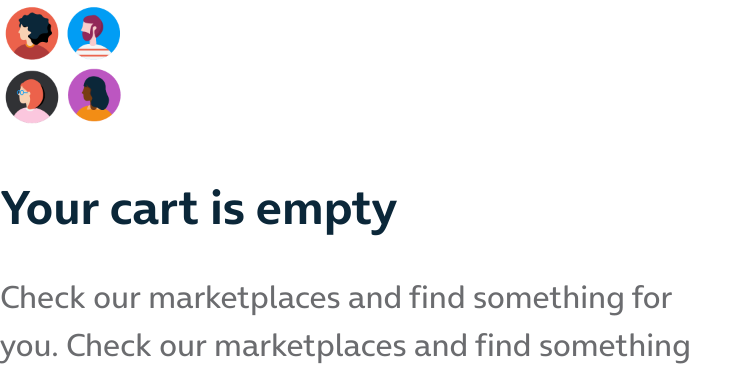 Your cart is empty
Check our marketplaces and find something for
you. Check our marketplaces and find something